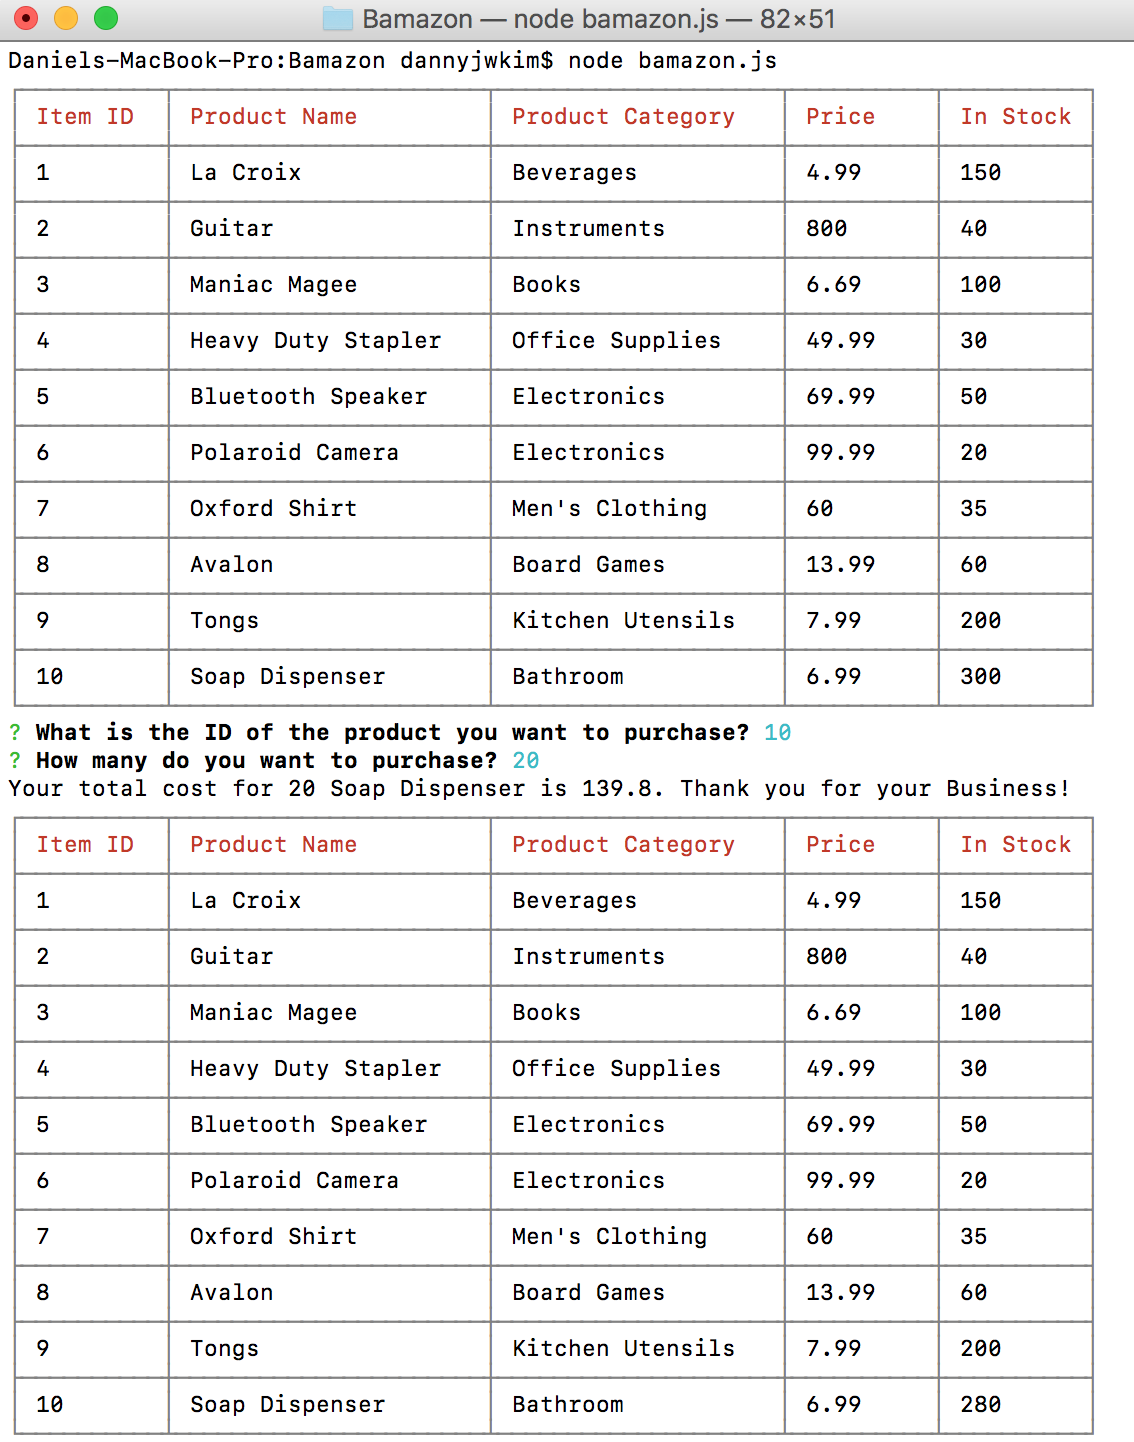 Bamazon — node bamazon.js — 82×51
Daniels-MacBook-Pro:Bamazon dannyjwkim$ node bamazon.js
Item ID Product Name Product Category Price In Stock
1 La Croix Beverages 4.99 150
2 Guitar Instruments 800 40
3 Maniac Magee Books 6.69 100
4 Heavy Duty Stapler Office Supplies 49.99 30
5 Bluetooth Speaker Electronics 69.99 50
6 Polaroid Camera Electronics 99.99 20
7 Oxford Shirt Men's Clothing 60 35
8 Avalon Board Games 13.99 60
9 Tongs Kitchen Utensils 7.99 200
10 Soap Dispenser Bathroom 6.99 300
? What is the ID of the product you want to purchase? 10
? How many do you want to purchase? 20
Your total cost for 20 Soap Dispenser is 139.8. Thank you for your Business!
Item ID Product Name Product Category Price In Stock
1 La Croix Beverages 4.99 150
2 Guitar Instruments 800 40
3 Maniac Magee Books 6.69 100
4 Heavy Duty Stapler Office Supplies 49.99 30
5 Bluetooth Speaker Electronics 69.99 50
6 Polaroid Camera Electronics 99.99 20
7 Oxford Shirt Men's Clothing 60 35
8 Avalon Board Games 13.99 60
9 Tongs Kitchen Utensils 7.99 200
10 Soap Dispenser Bathroom 6.99 280